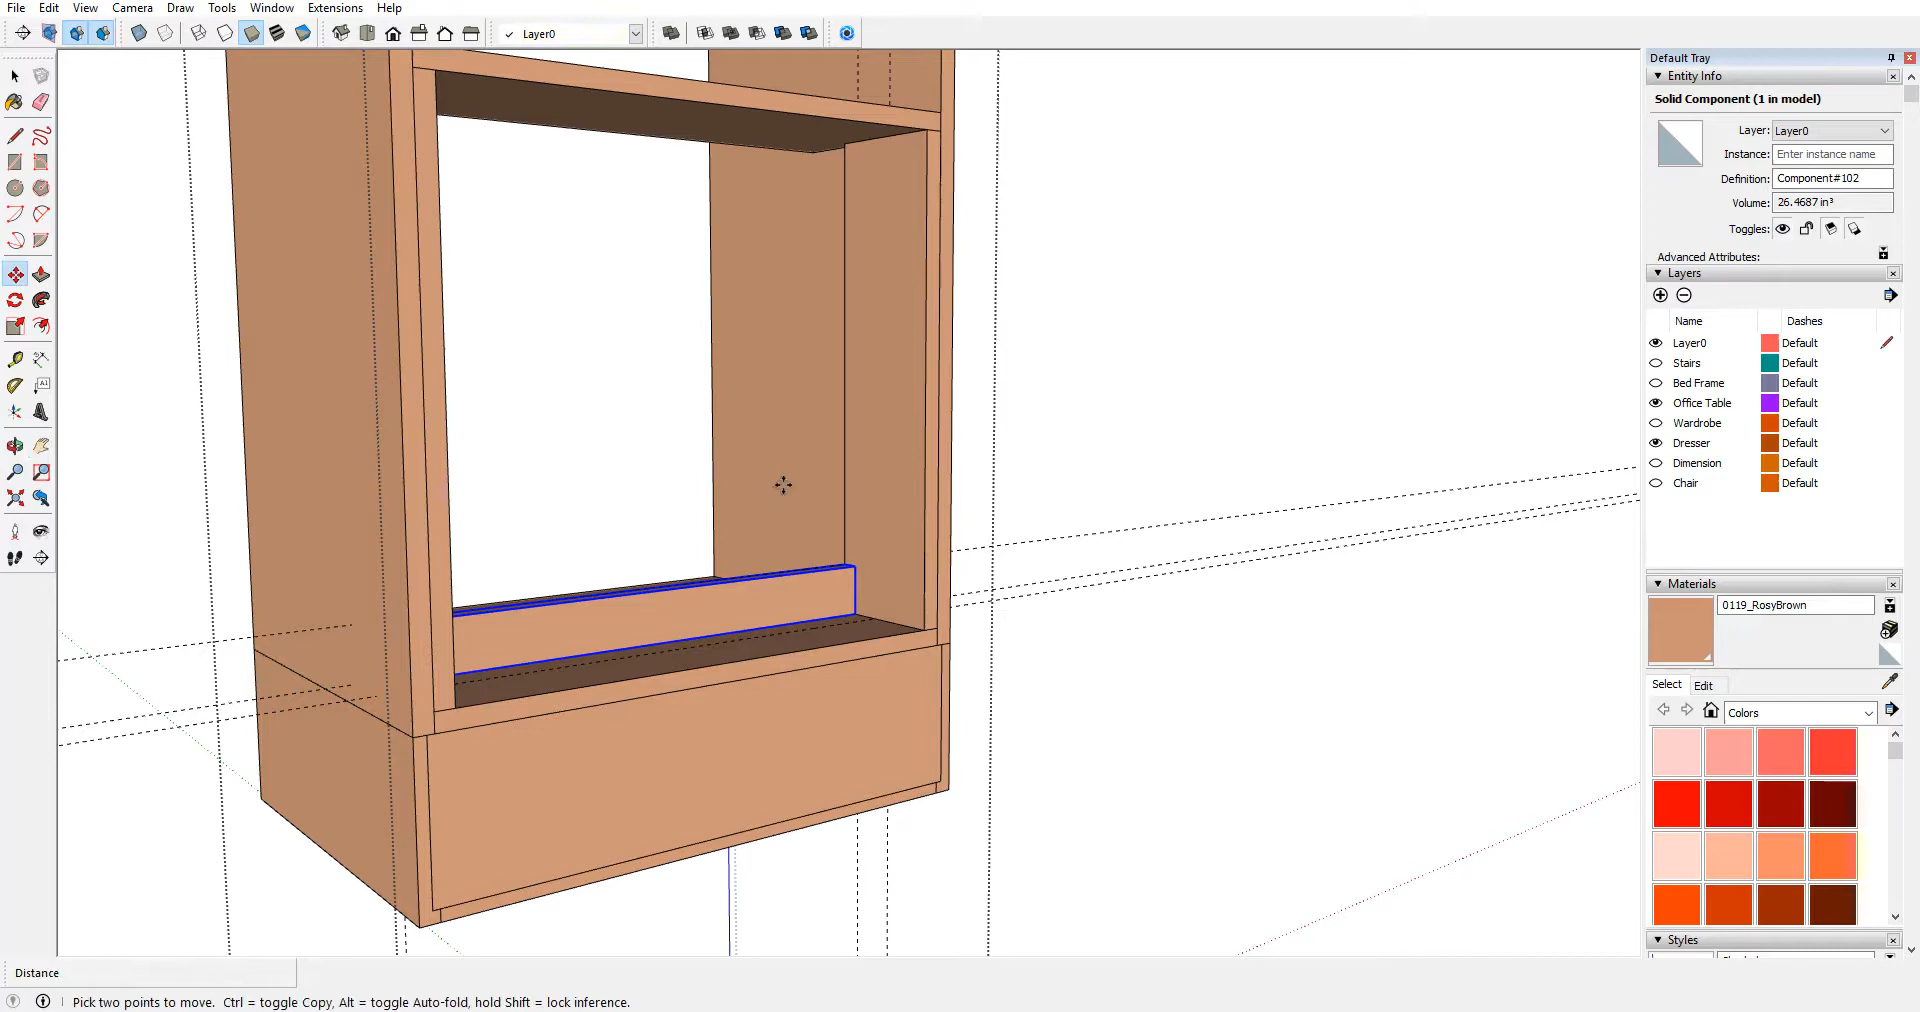 File Edit View Camera Draw Tools Window Extensions Help
✓ Layer0
Default Tray
Entity Info
Solid Component (1 in model)
Layer: Layer0
Instance: Enter instance name
Definition: Component#102
Volume: 26.4687 in³
Toggles:
Advanced Attributes:
Layers
Name Dashes
Layer0 Default
Stairs Default
Bed Frame Default
Office Table Default
Wardrobe Default
Dresser Default
Dimension Default
Chair Default
Materials
0119_RosyBrown
Select Edit
Colors
Styles
Distance
Pick two points to move. Ctrl = toggle Copy, Alt = toggle Auto-fold, hold Shift = lock inference.